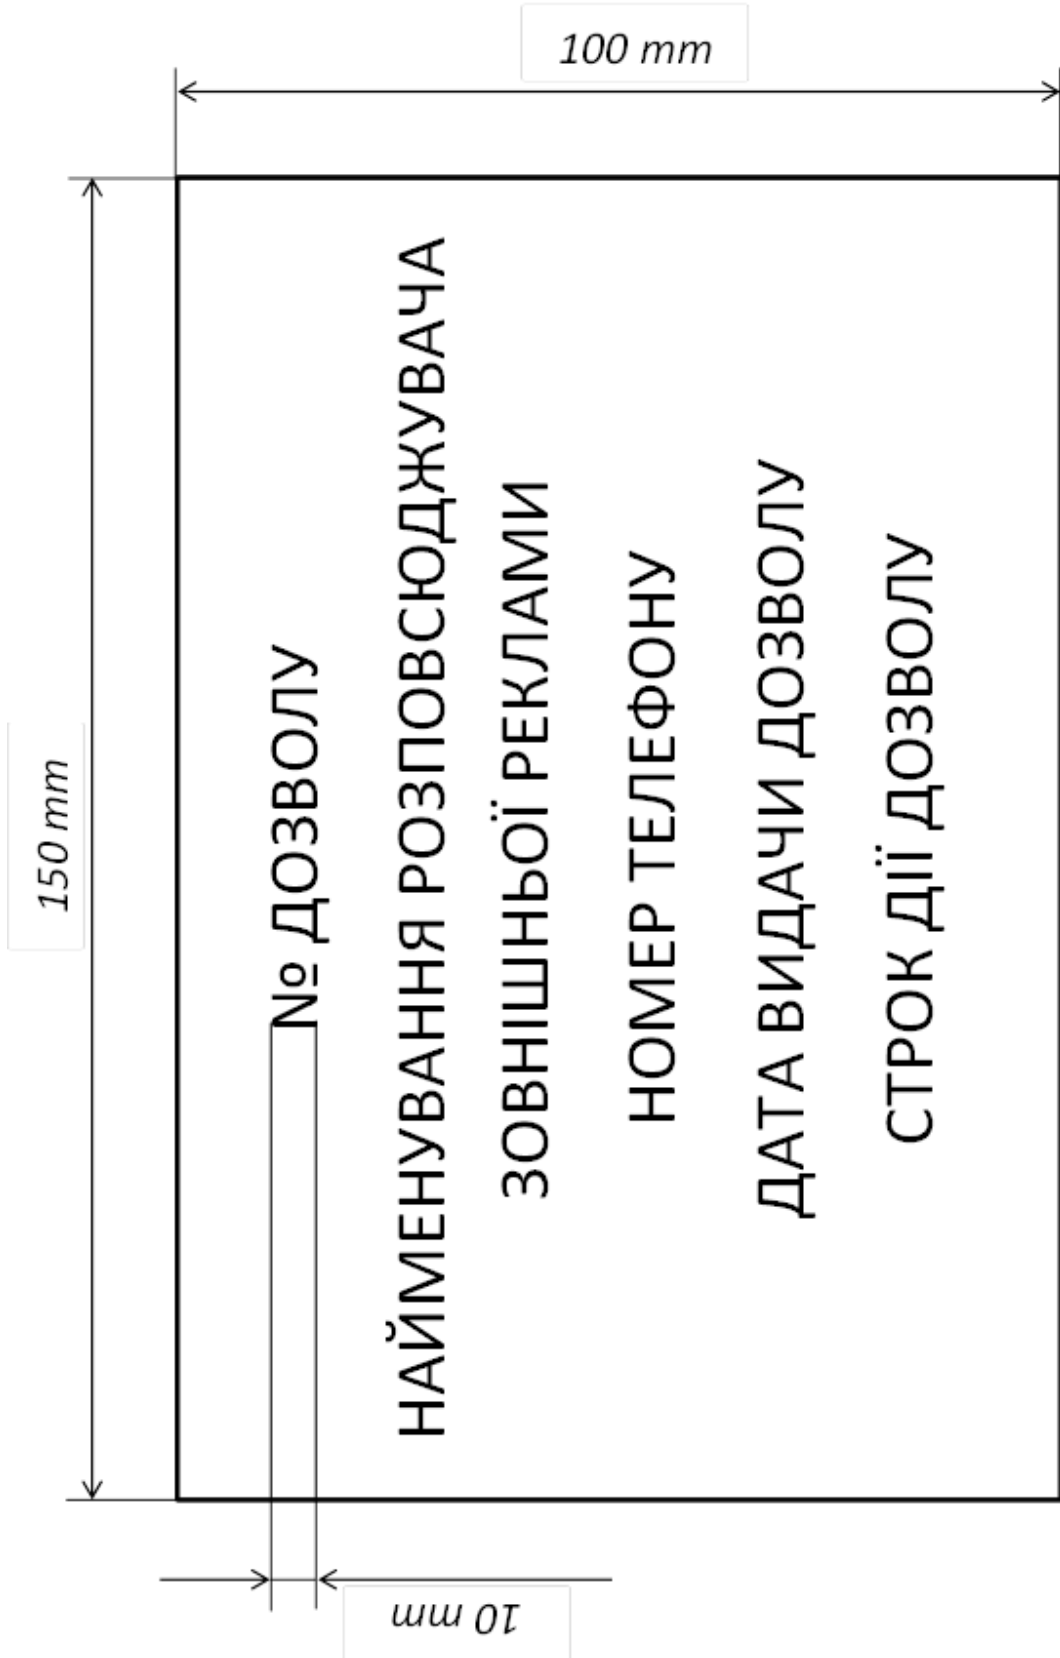 100 mm
150 mm
№ ДОЗВОЛУ
НАЙМЕНУВАННЯ РОЗПОВСЮДЖУВАЧА
ЗОВНІШНЬОЇ РЕКЛАМИ
НОМЕР ТЕЛЕФОНУ
ДАТА ВИДАЧИ ДОЗВОЛУ
СТРОК ДІЇ ДОЗВОЛУ
10 mm